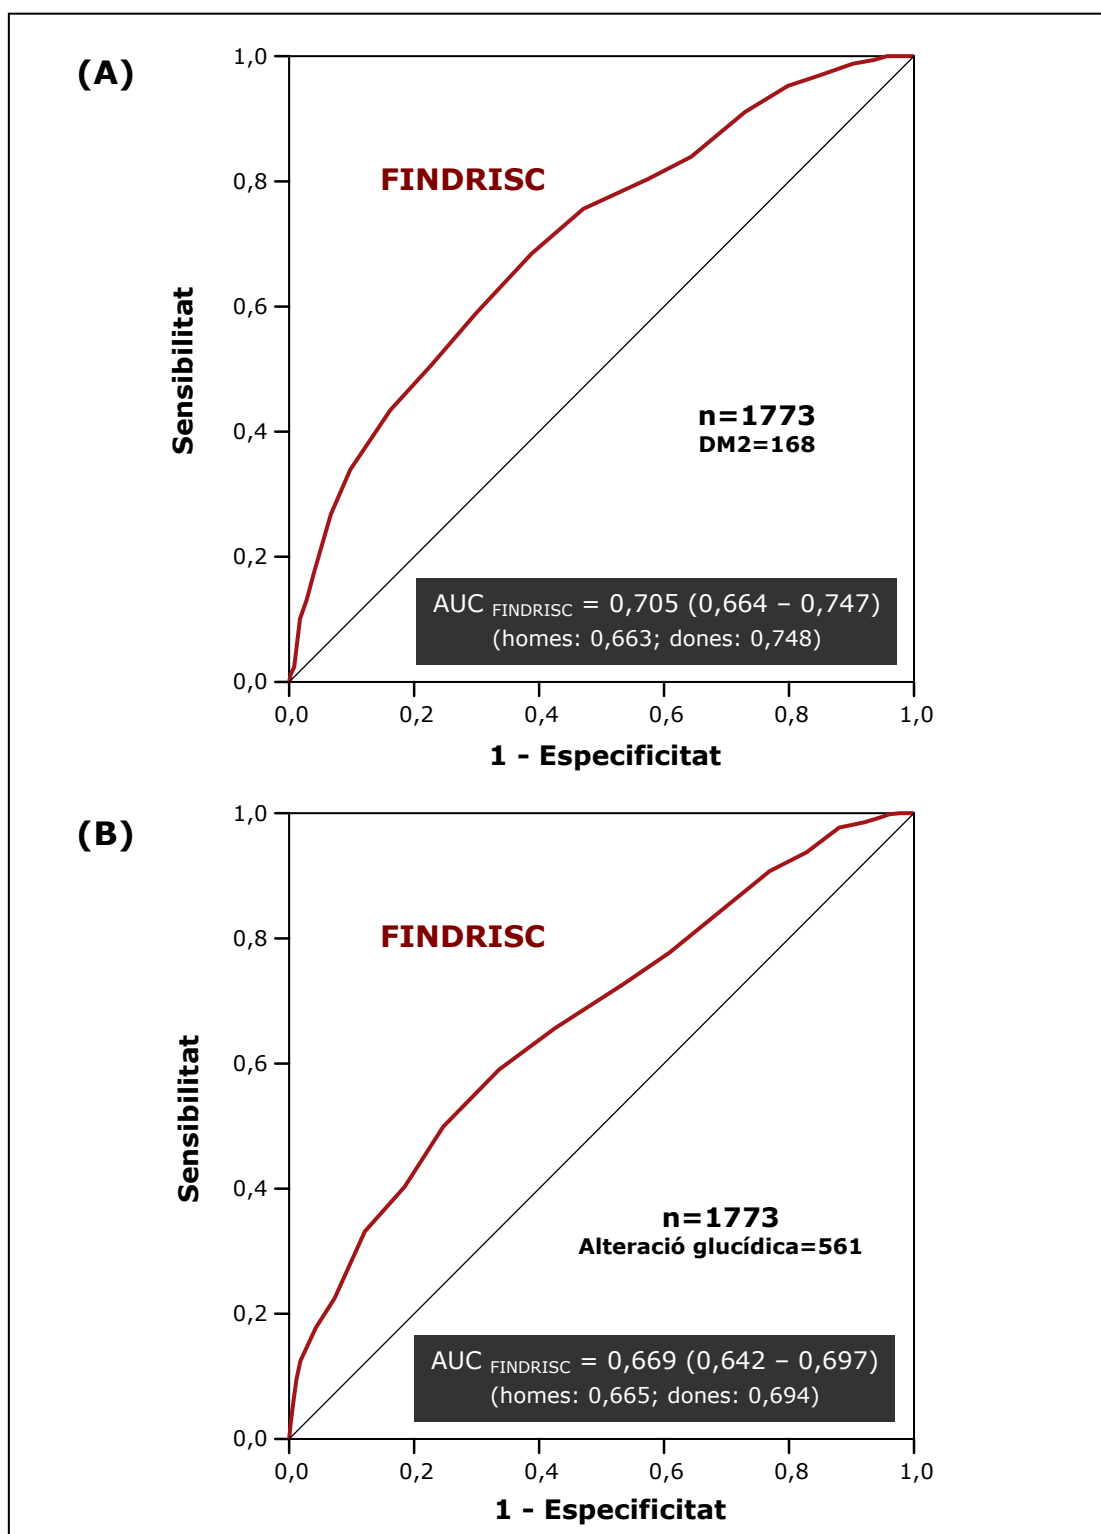 (A)
1,0
0,8
0,6
0,4
0,2
0,0
Sensibilitat
FINDRISC
n=1773
DM2=168
AUC FINDRISC = 0,705 (0,664 – 0,747)
(homes: 0,663; dones: 0,748)
0,0 0,2 0,4 0,6 0,8 1,0
1 - Especificitat
(B)
1,0
0,8
0,6
0,4
0,2
0,0
Sensibilitat
FINDRISC
n=1773
Alteració glucídica=561
AUC FINDRISC = 0,669 (0,642 – 0,697)
(homes: 0,665; dones: 0,694)
0,0 0,2 0,4 0,6 0,8 1,0
1 - Especificitat